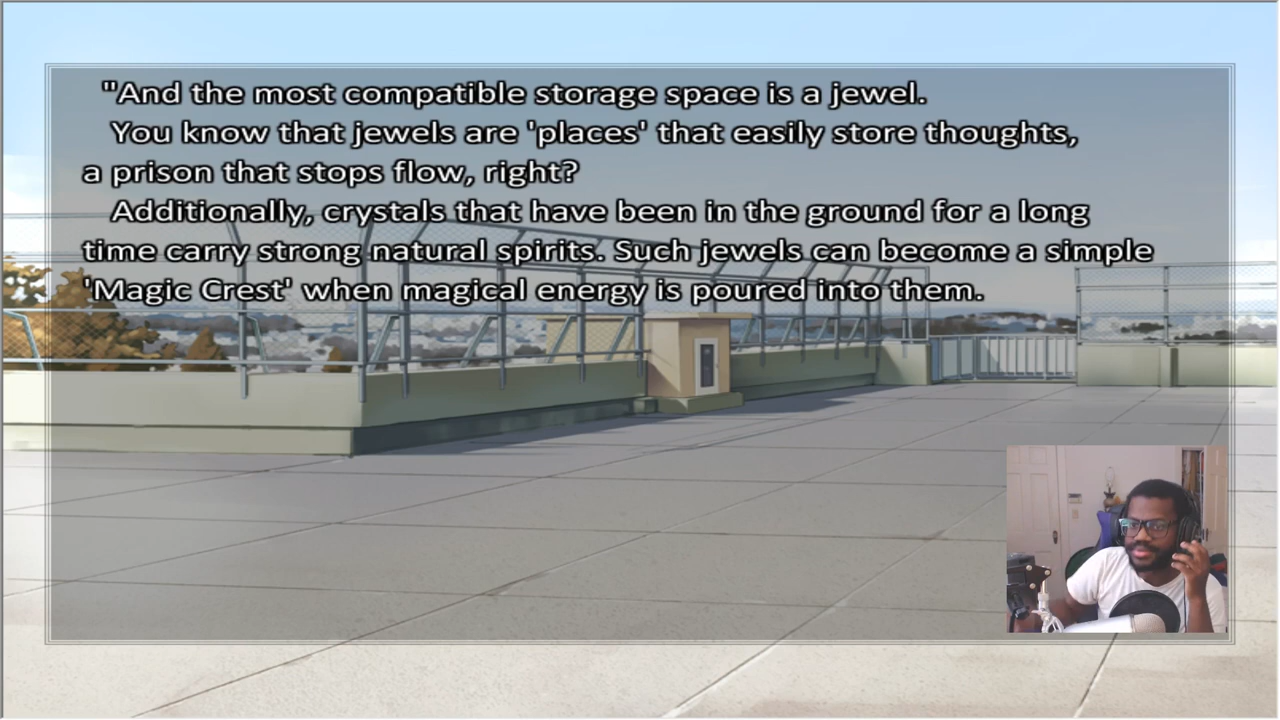 "And the most compatible storage space is a jewel.
You know that jewels are 'places' that easily store thoughts,
a prison that stops flow, right?
Additionally, crystals that have been in the ground for a long
time carry strong natural spirits. Such jewels can become a simple
'Magic Crest' when magical energy is poured into them.